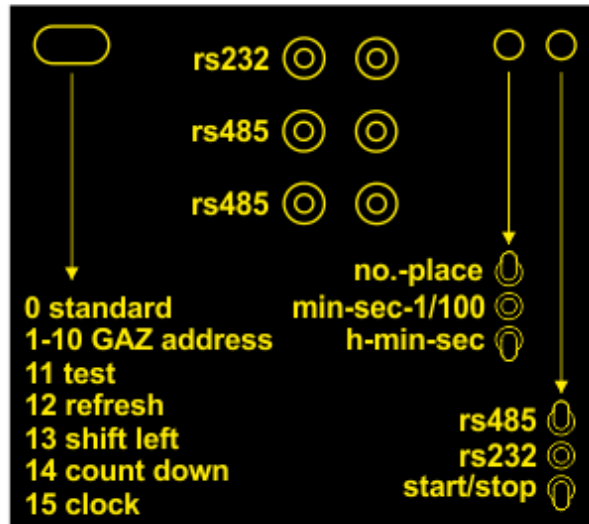 rs232
rs485
rs485
no.-place
min-sec-1/100
h-min-sec
0 standard
1-10 GAZ address
11 test
12 refresh
13 shift left
14 count down
15 clock
rs485
rs232
start/stop